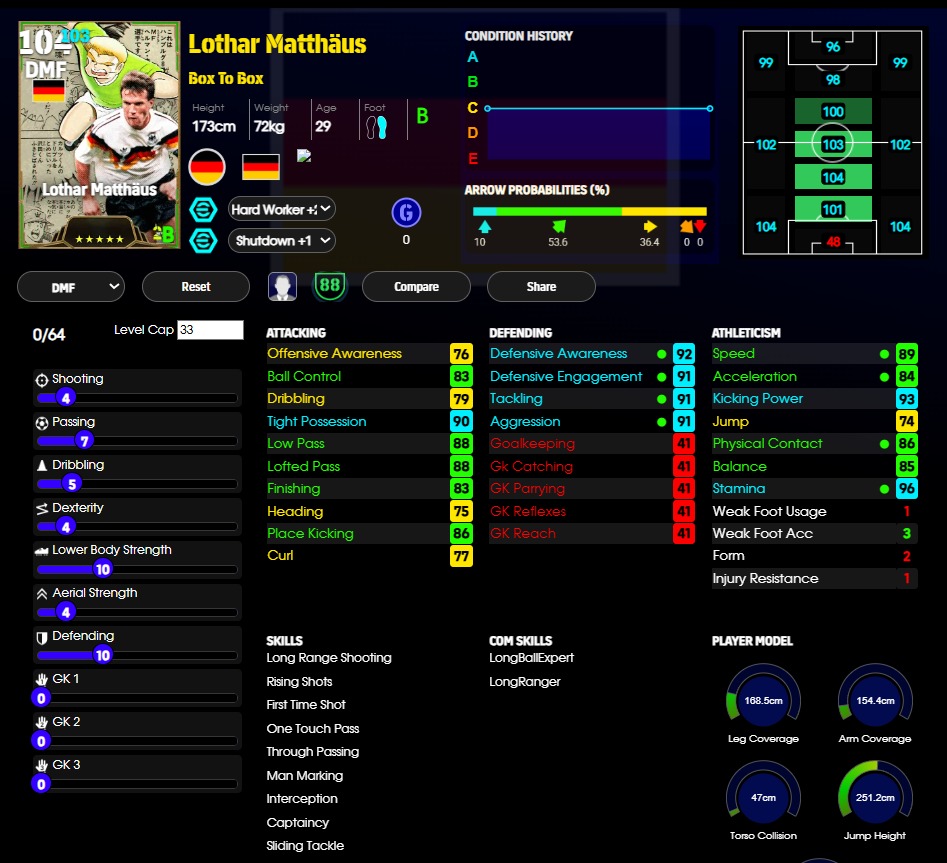 104 103
DMF
Lothar Matthäus
B
Lothar Matthäus
Box To Box
Height
173cm
Weight
72kg
Age
29
Foot
B
Hard Worker +2
Shutdown +1
G
0
CONDITION HISTORY
A
B
C
D
E
ARROW PROBABILITIES (%)
10 53.6 36.4 0 0
96
99 99
98
100
102 103 102
104
101
104 104
48
DMF
Reset
88
Compare
Share
0/64
Level Cap 33
Shooting
4
Passing
7
Dribbling
5
Dexterity
4
Lower Body Strength
10
Aerial Strength
4
Defending
10
GK 1
0
GK 2
0
GK 3
0
ATTACKING
Offensive Awareness 76
Ball Control 83
Dribbling 79
Tight Possession 90
Low Pass 88
Lofted Pass 88
Finishing 83
Heading 75
Place Kicking 86
Curl 77
DEFENDING
Defensive Awareness 92
Defensive Engagement 91
Tackling 91
Aggression 91
Goalkeeping 41
Gk Catching 41
GK Parrying 41
GK Reflexes 41
GK Reach 41
ATHLETICISM
Speed 89
Acceleration 84
Kicking Power 93
Jump 74
Physical Contact 86
Balance 85
Stamina 96
Weak Foot Usage 1
Weak Foot Acc 3
Form 2
Injury Resistance 1
SKILLS
Long Range Shooting
Rising Shots
First Time Shot
One Touch Pass
Through Passing
Man Marking
Interception
Captaincy
Sliding Tackle
COM SKILLS
LongBallExpert
LongRanger
PLAYER MODEL
168.5cm
Leg Coverage
154.4cm
Arm Coverage
47cm
Torso Collision
251.2cm
Jump Height